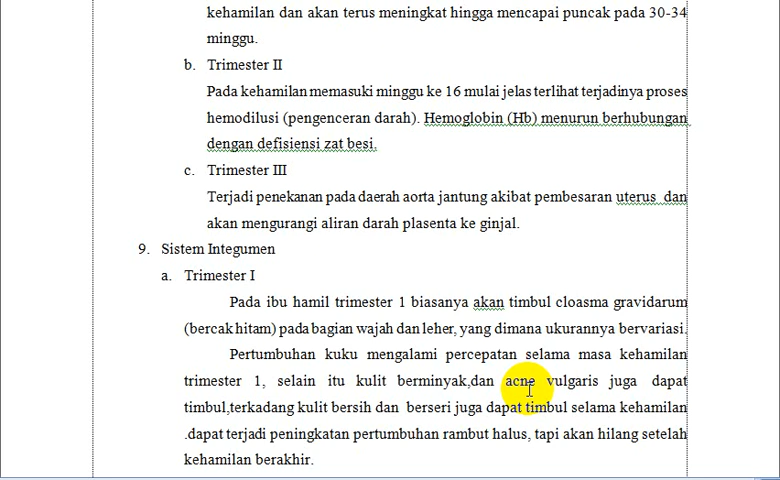 kehamilan dan akan terus meningkat hingga mencapai puncak pada 30-34
minggu.
b. Trimester II
Pada kehamilan memasuki minggu ke 16 mulai jelas terlihat terjadinya proses
hemodilusi (pengenceran darah). Hemoglobin (Hb) menurun berhubungan
dengan defisiensi zat besi.
c. Trimester III
Terjadi penekanan pada daerah aorta jantung akibat pembesaran uterus dan
akan mengurangi aliran darah plasenta ke ginjal.
9. Sistem Integumen
a. Trimester I
Pada ibu hamil trimester 1 biasanya akan timbul cloasma gravidarum
(bercak hitam) pada bagian wajah dan leher, yang dimana ukurannya bervariasi.
Pertumbuhan kuku mengalami percepatan selama masa kehamilan
trimester 1, selain itu kulit berminyak,dan acne vulgaris juga dapat
timbul,terkadang kulit bersih dan berseri juga dapat timbul selama kehamilan
.dapat terjadi peningkatan pertumbuhan rambut halus, tapi akan hilang setelah
kehamilan berakhir.